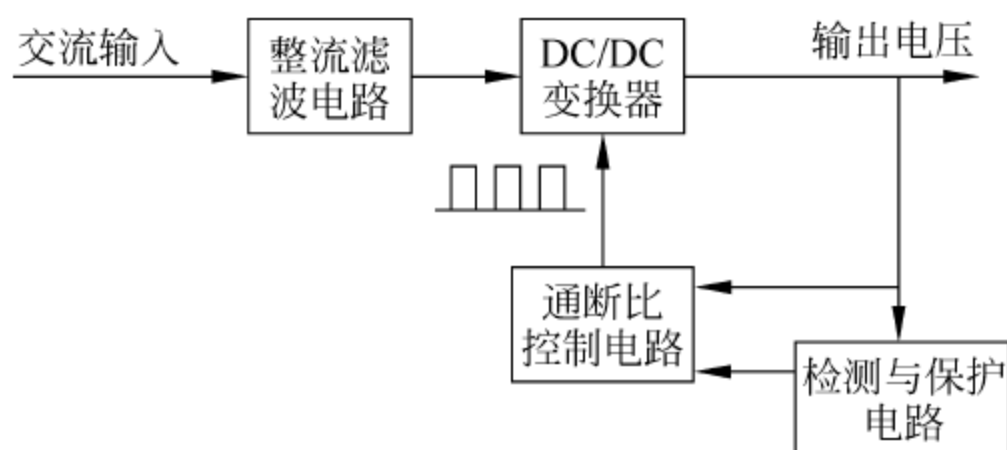 交流输入
整流滤
波电路
DC/DC
变换器
输出电压
通断比
控制电路
检测与保护
电路